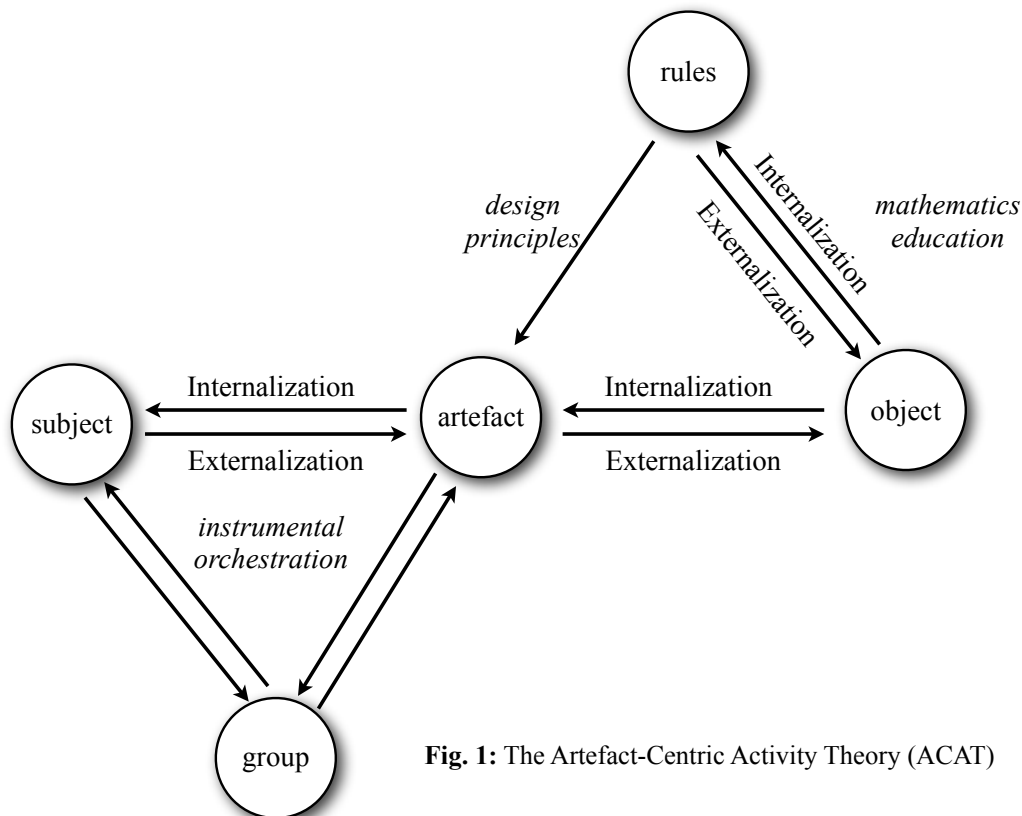 rules
design
principles
Internalization
Externalization
mathematics
education
subject
Internalization
Externalization
artefact
Internalization
Externalization
object
instrumental
orchestration
group
Fig. 1: The Artefact-Centric Activity Theory (ACAT)